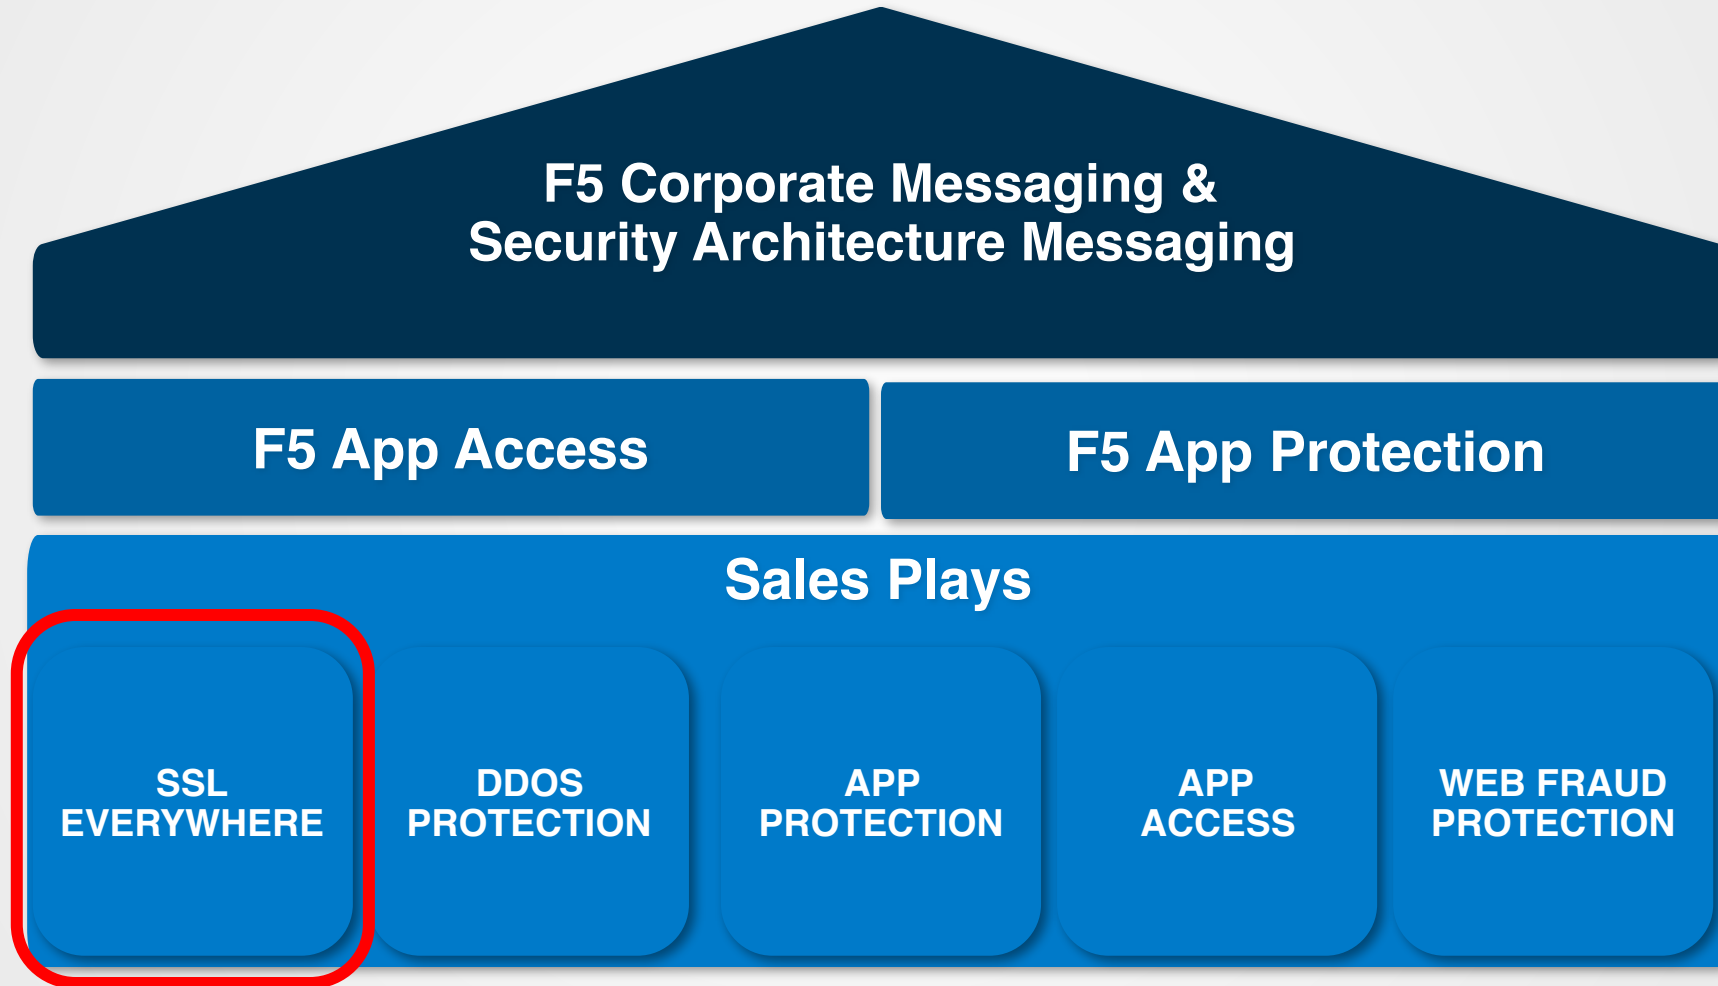 F5 Corporate Messaging &
Security Architecture Messaging
F5 App Access
F5 App Protection
Sales Plays
SSL
EVERYWHERE
DDOS
PROTECTION
APP
PROTECTION
APP
ACCESS
WEB FRAUD
PROTECTION